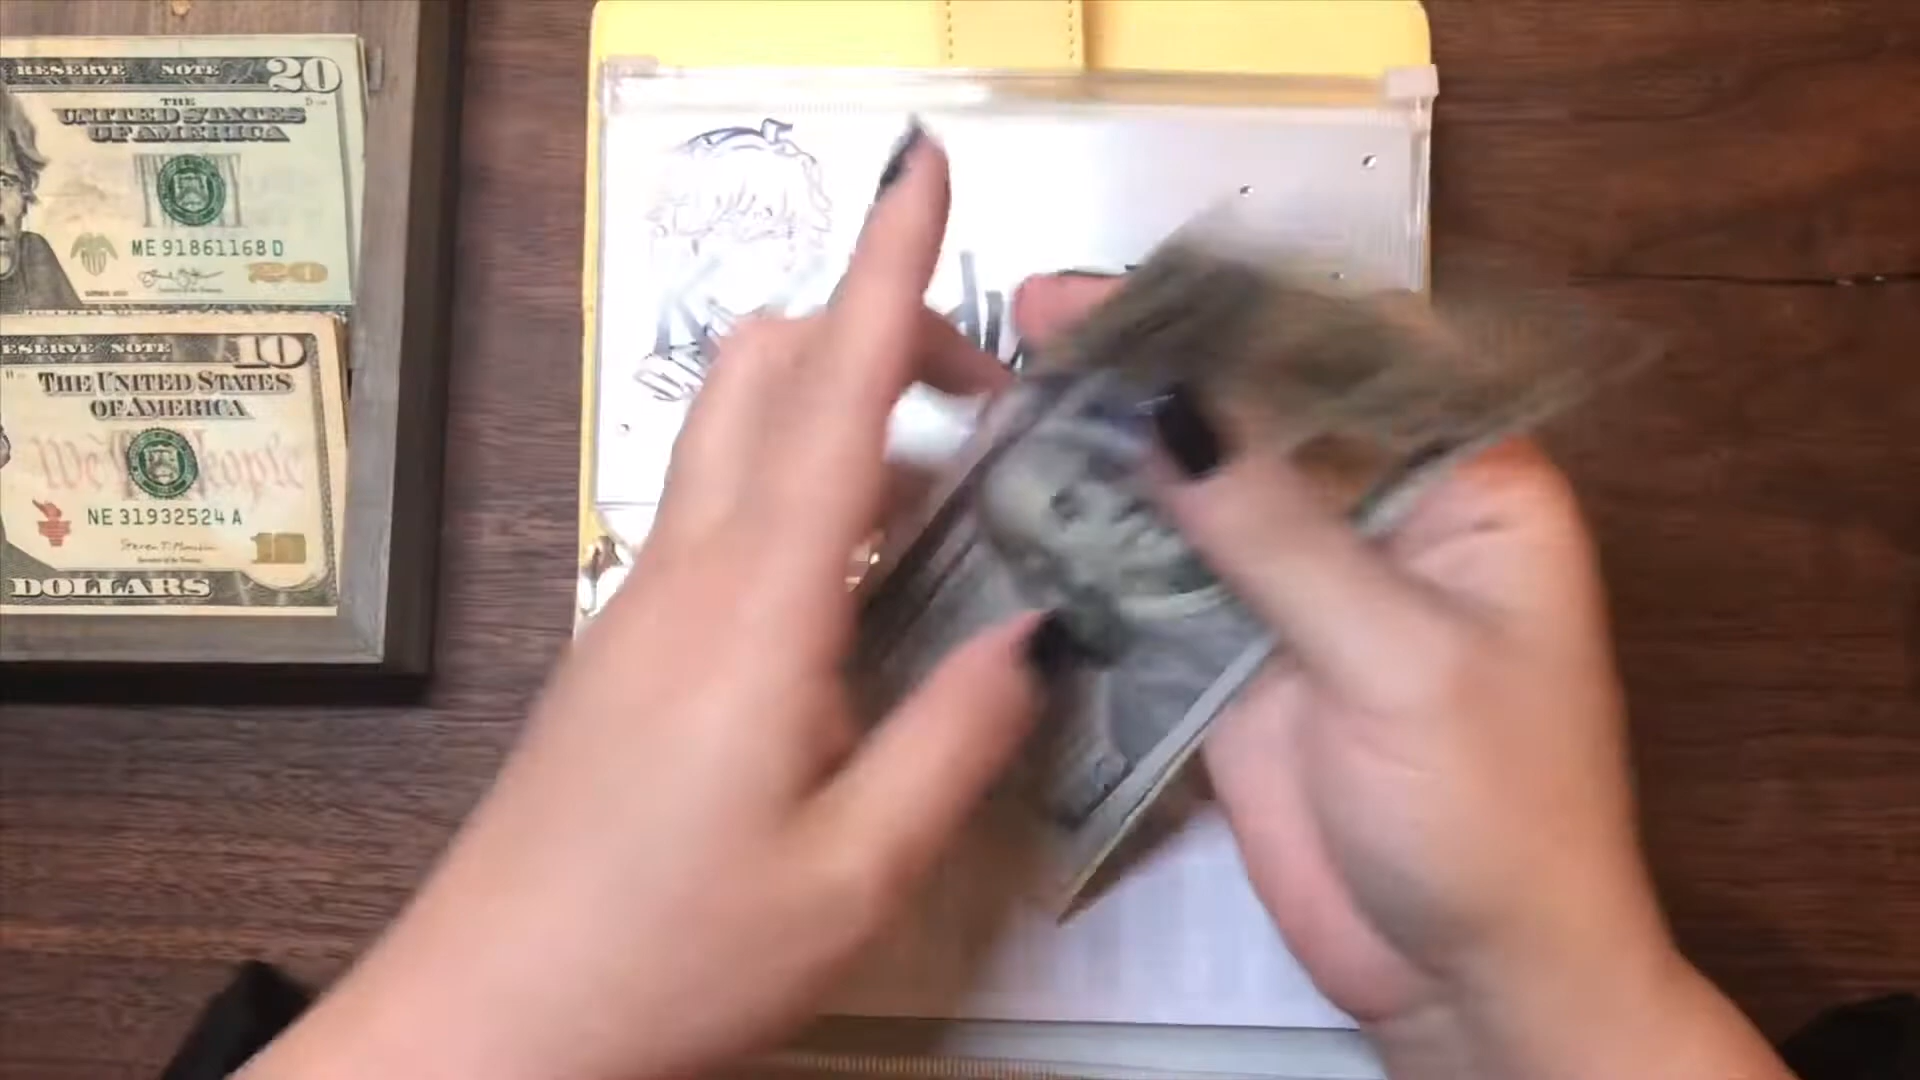 RESERVE NOTE 20
THE
UNITED STATES
OF AMERICA
ME 91861168 D
20
ESERVE NOTE 10
THE UNITED STATES
OF AMERICA
We the People
NE 31932524 A
10
DOLLARS